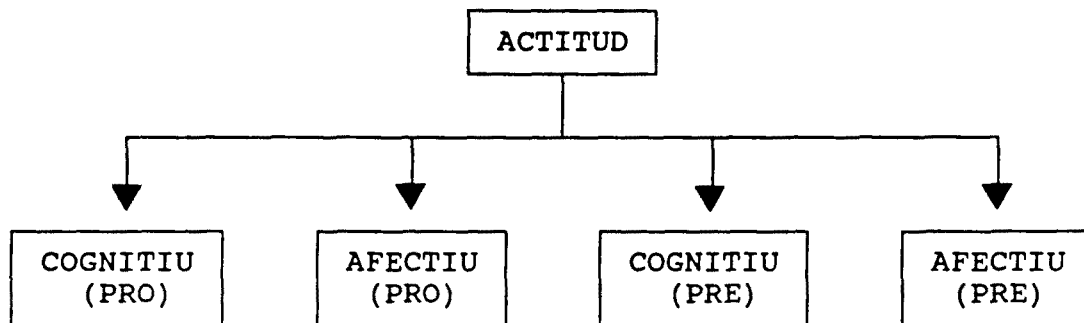 ACTITUD
COGNITIU
(PRO)
AFECTIU
(PRO)
COGNITIU
(PRE)
AFECTIU
(PRE)